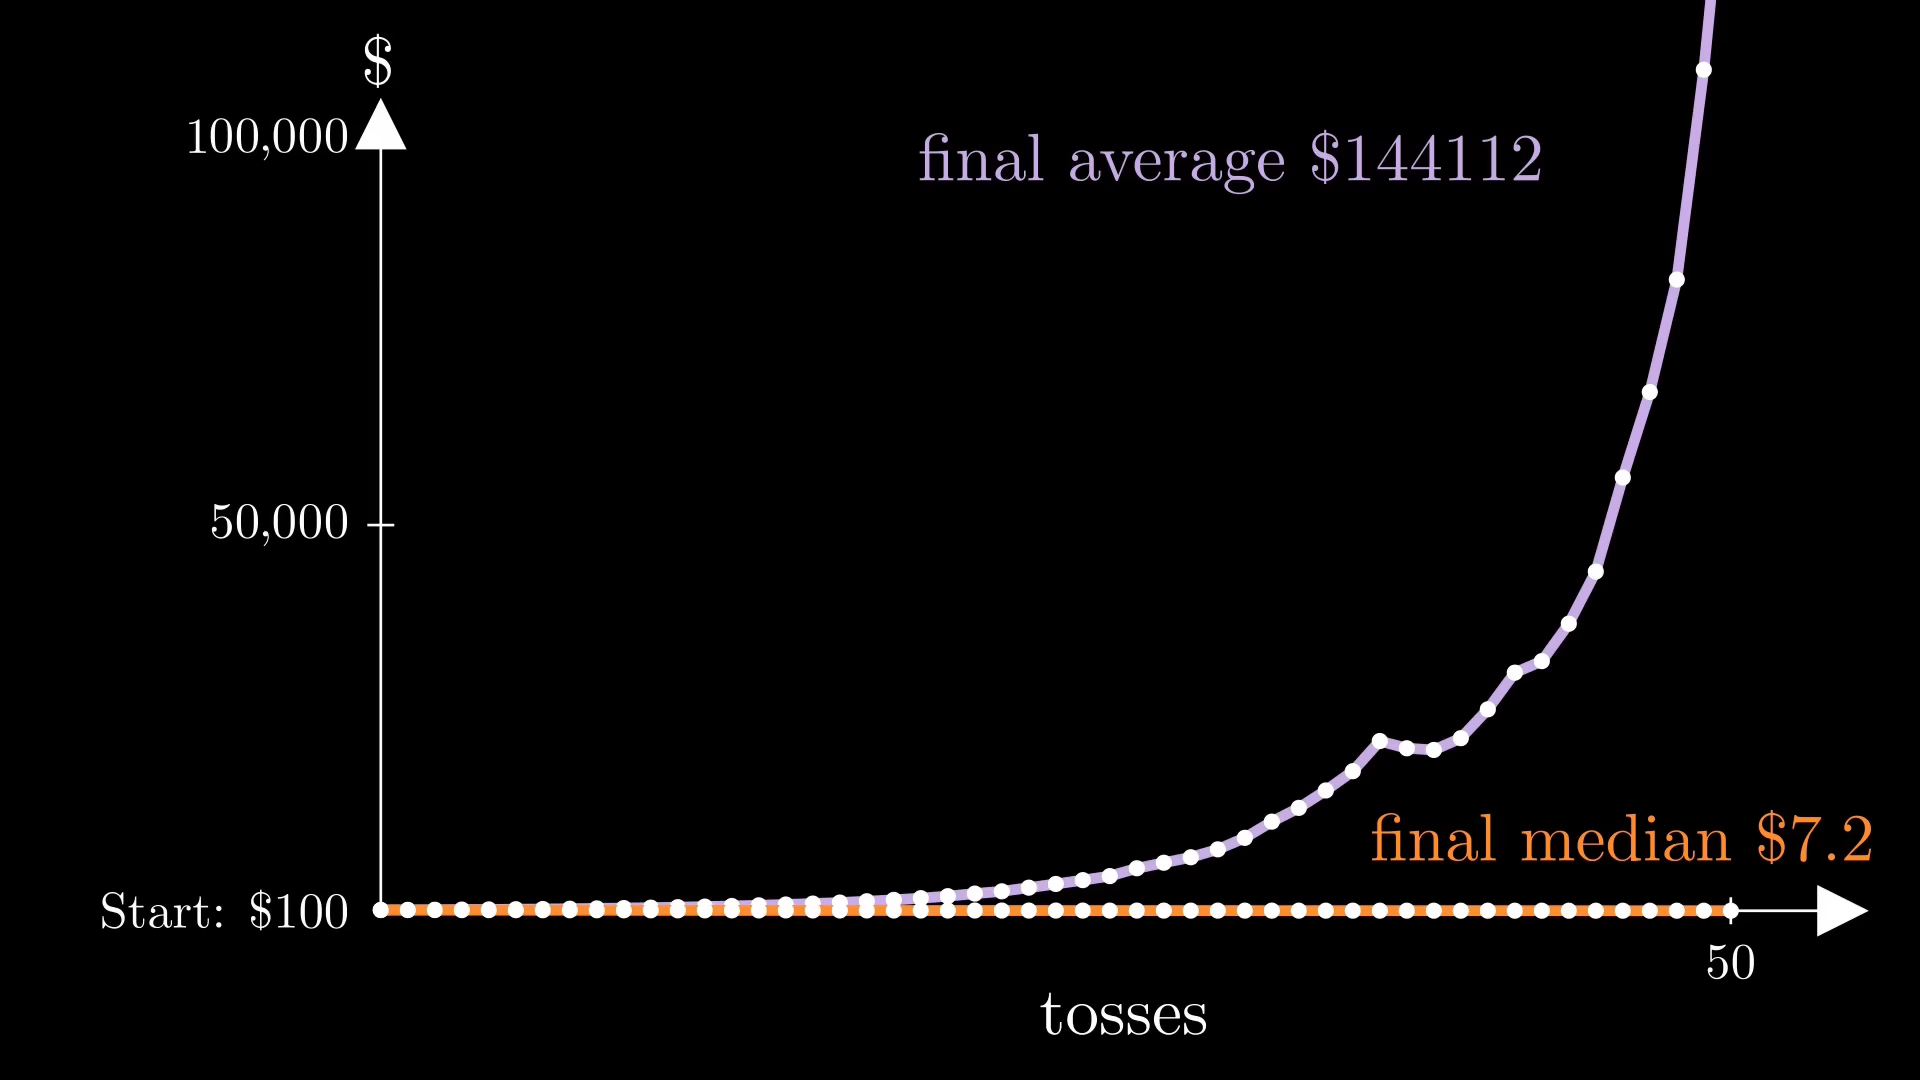 $
100,000
final average $144112
50,000
final median $7.2
Start: $100
50
tosses